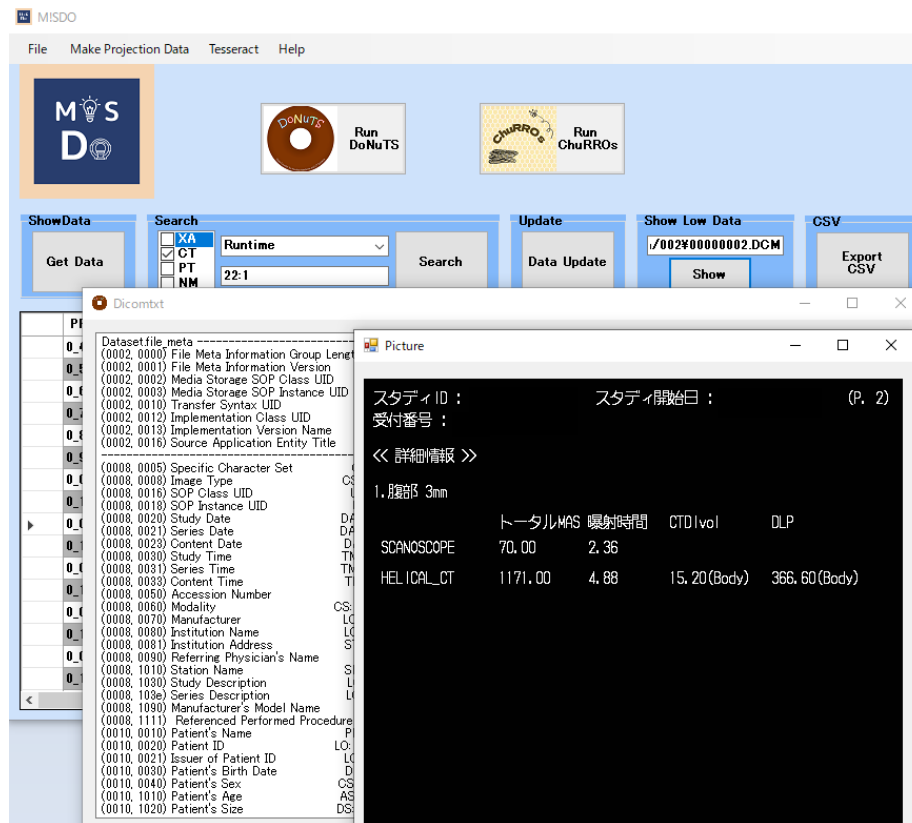 M!SDO
File Make Projection Data Tesseract Help
M S
Do
DoNuTS
Run
DoNuTS
ChuRROs
Run
ChuRROs
ShowData
Get Data
Search
XA
CT
PT
NM
Runtime
22:1
Search
Update
Data Update
Show Low Data
/002¥00000002.DCM
Show
CSV
Export
CSV
Dicomtxt
Dataset.file_meta
(0002, 0000) File Meta Information Group
(0002, 0001) File Meta Information Version
(0002, 0002) Media Storage SOP Class UID
(0002, 0003) Media Storage SOP Instance UID
(0002, 0010) Transfer Syntax UID
(0002, 0012) Implementation Class UID
(0002, 0013) Implementation Version Name
(0002, 0016) Source Application Entity Title
(0008, 0005) Specific Character Set
(0008, 0008) Image Type CS
(0008, 0016) SOP Class UID
(0008, 0018) SOP Instance UID
(0008, 0020) Study Date DA
(0008, 0021) Series Date DA
(0008, 0023) Content Date
(0008, 0030) Study Time TM
(0008, 0031) Series Time TM
(0008, 0033) Content Time
(0008, 0050) Accession Number
(0008, 0060) Modality CS:
(0008, 0070) Manufacturer LO
(0008, 0080) Institution Name LO
(0008, 0081) Institution Address
(0008, 0090) Referring Physician's Name
(0008, 1010) Station Name
(0008, 1030) Study Description
(0008, 103e) Series Description
(0008, 1090) Manufacturer's Model Name
(0008, 1111) Referenced Performed Procedure
(0010, 0010) Patient's Name
(0010, 0020) Patient ID LO:
(0010, 0021) Issuer of Patient ID
(0010, 0030) Patient's Birth Date
(0010, 0040) Patient's Sex CS
(0010, 1010) Patient's Age AS
(0010, 1020) Patient's Size DS:
Picture
スタディID : スタディ開始日 : (P. 2)
受付番号 :
≪ 詳細情報 ≫
1.腹部 3mm
トータルMAS 曝射時間 CTDIvol DLP
SCANOSCOPE 70.00 2.36
HELICAL_CT 1171.00 4.88 15.20(Body) 366.60(Body)